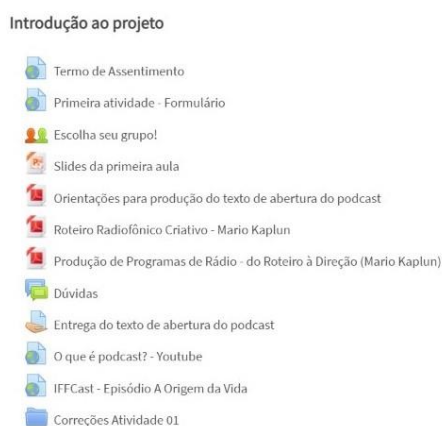 Introdução ao projeto
Termo de Assentimento
Primeira atividade - Formulário
Escolha seu grupo!
Slides da primeira aula
Orientações para produção do texto de abertura do podcast
Roteiro Radiofônico Criativo - Mario Kaplun
Produção de Programas de Rádio - do Roteiro à Direção (Mario Kaplun)
Dúvidas
Entrega do texto de abertura do podcast
O que é podcast? - Youtube
IFFCast - Episódio A Origem da Vida
Correções Atividade 01